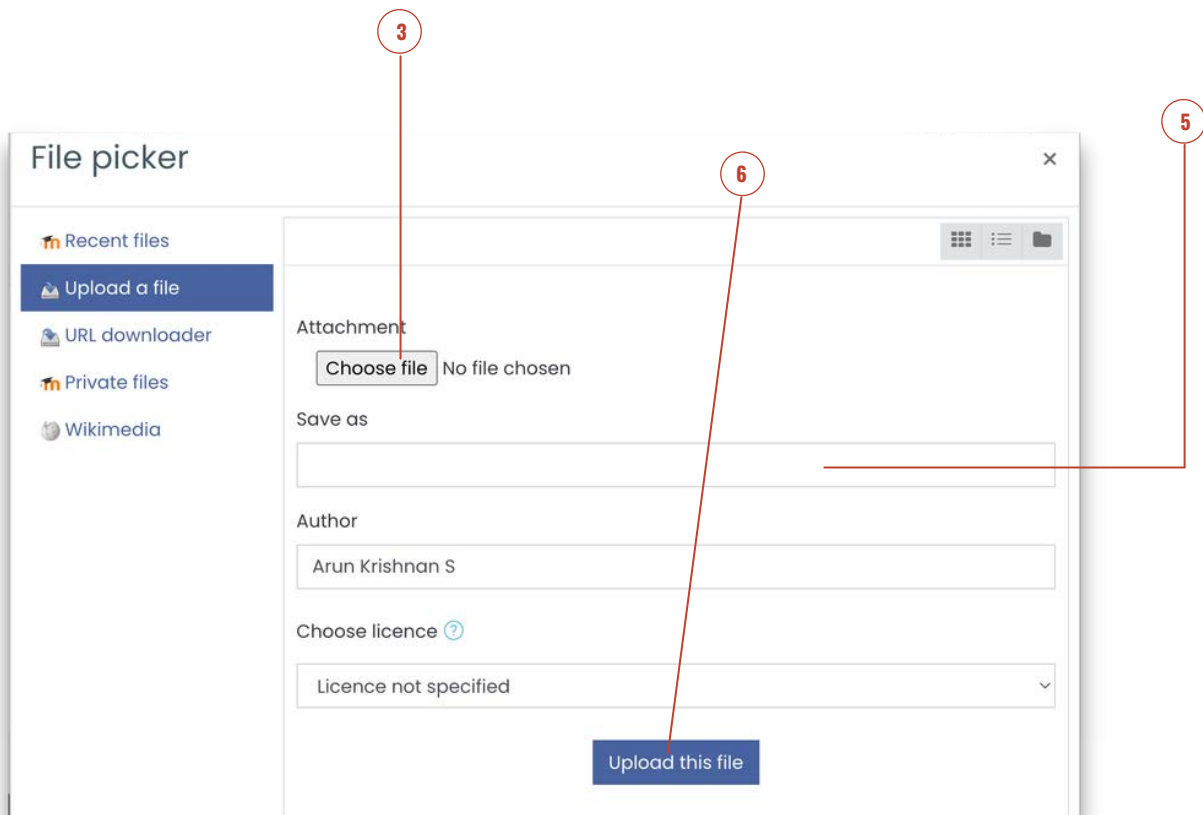 3
5
File picker
×
6
Recent files
Upload a file
URL downloader
Private files
Wikimedia
Attachment
Choose file No file chosen
Save as
Author
Arun Krishnan S
Choose licence ?
Licence not specified
Upload this file